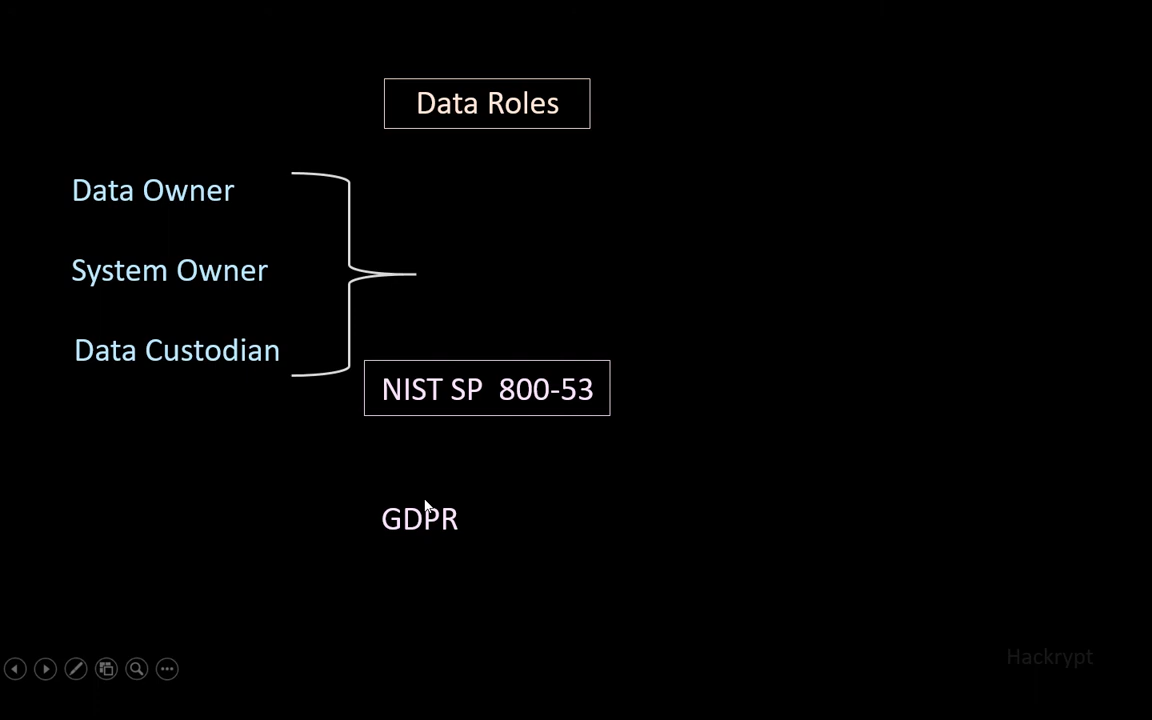 Data Roles
Data Owner
System Owner
Data Custodian
NIST SP 800-53
GDPR
Hackrypt